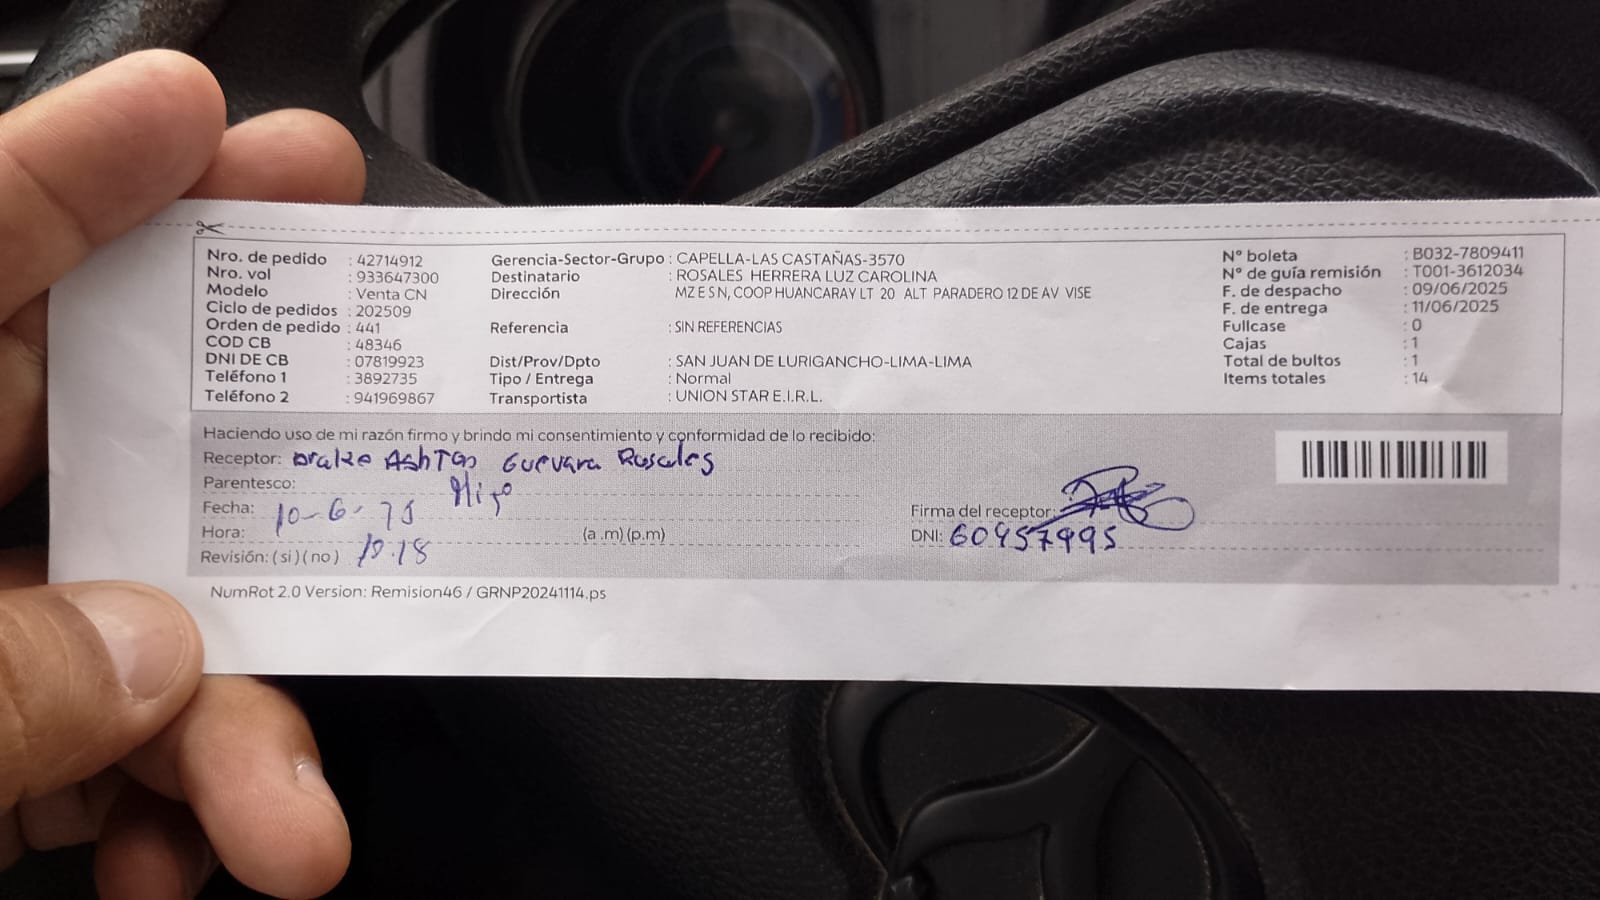 Nro. de pedido : 42714912
Nro. vol : 933647300
Modelo : Venta CN
Ciclo de pedidos : 202509
Orden de pedido : 441
COD CB : 48346
DNI DE CB : 07819923
Teléfono 1 : 3892735
Teléfono 2 : 941969867
Gerencia-Sector-Grupo : CAPELLA-LAS CASTAÑAS-3570
Destinatario : ROSALES HERRERA LUZ CAROLINA
Dirección MZ E S N, COOP HUANCARAY LT 20 ALT PARADERO 12 DE AV VISE
Referencia : SIN REFERENCIAS
Dist/Prov/Dpto : SAN JUAN DE LURIGANCHO-LIMA-LIMA
Tipo / Entrega : Normal
Transportista : UNION STAR E.I.R.L.
N° boleta : B032-7809411
N° de guía remisión : T001-3612034
F. de despacho : 09/06/2025
F. de entrega : 11/06/2025
Fullcase : 0
Cajas : 1
Total de bultos : 1
Items totales : 14
Haciendo uso de mi razón firmo y brindo mi consentimiento y conformidad de lo recibido:
Receptor: Drake Ashton Guevara Rosales
Parentesco: Hijo
Fecha: 10-6-25
Hora: 10.18 (a.m)(p.m)
Revisión: (si)(no)
Firma del receptor:
DNI: 60957995
NumRot 2.0 Version: Remision46 / GRNP20241114.ps